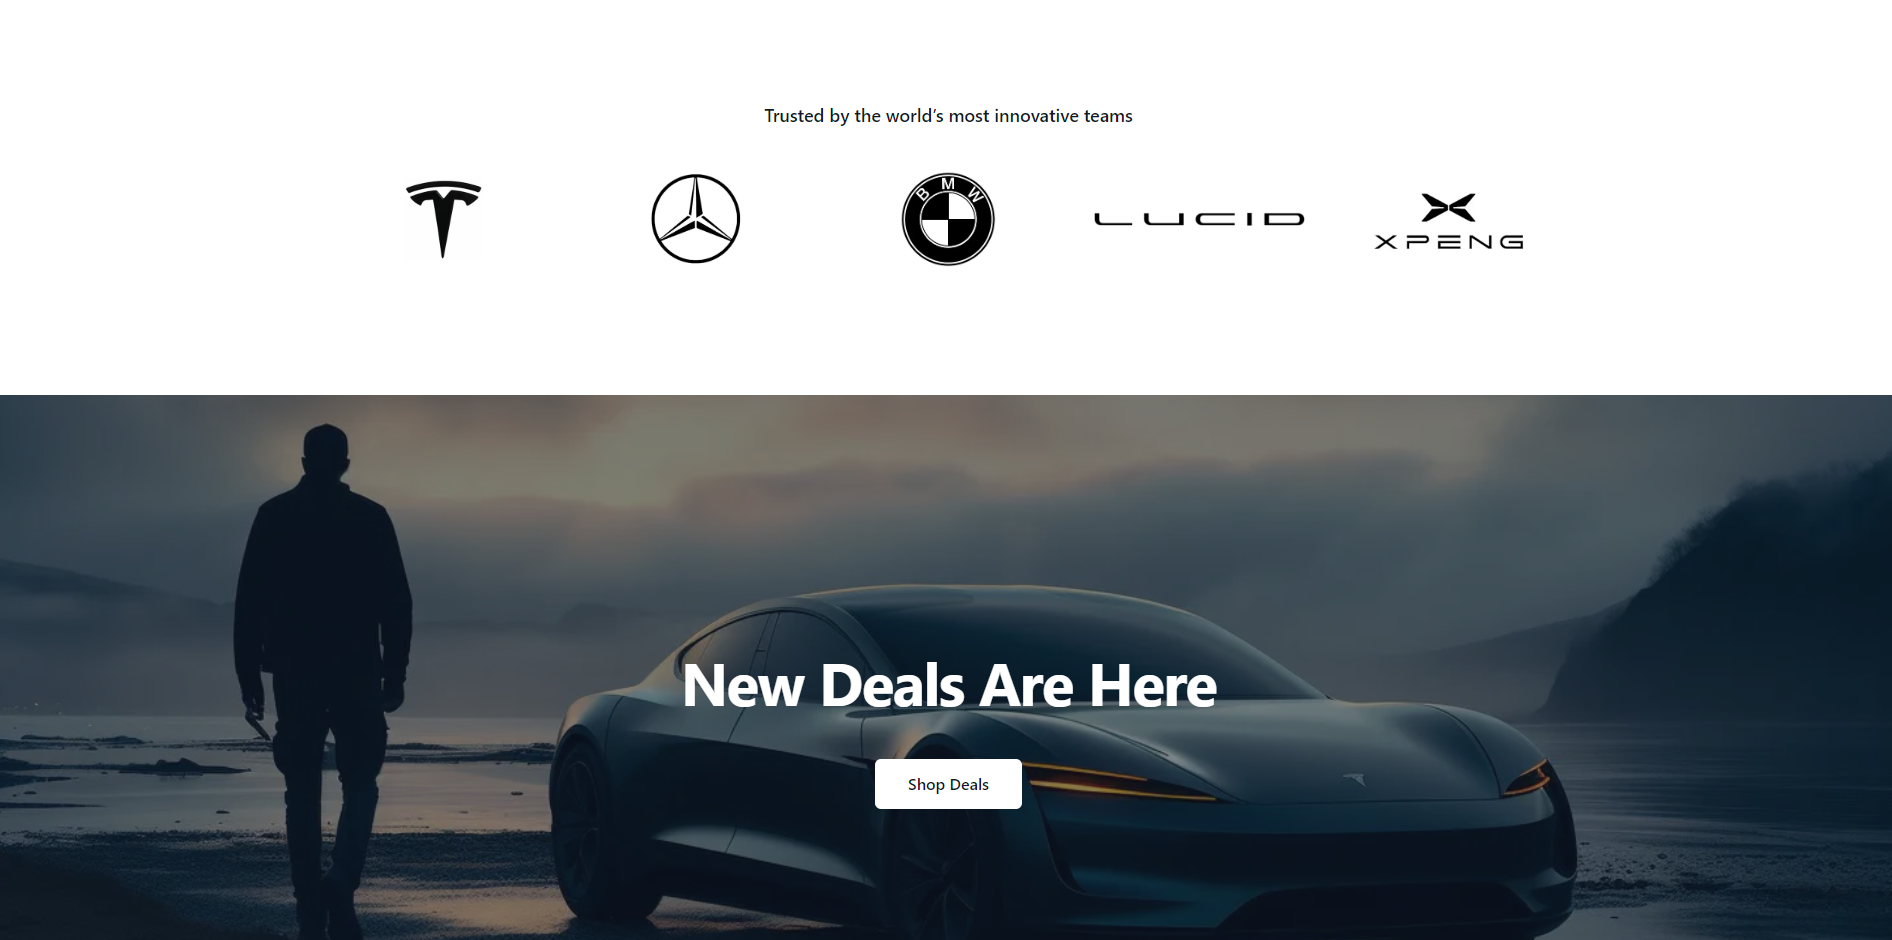 Trusted by the world’s most innovative teams
BMW
LUCID
XPENG
New Deals Are Here
Shop Deals